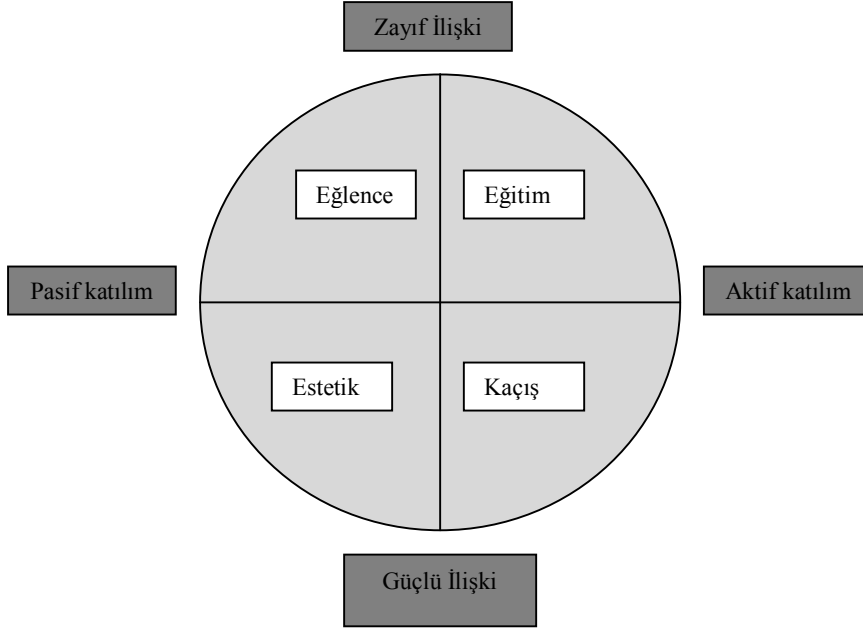 Zayıf İlişki
Eğlence
Eğitim
Pasif katılım
Aktif katılım
Estetik
Kaçış
Güçlü İlişki